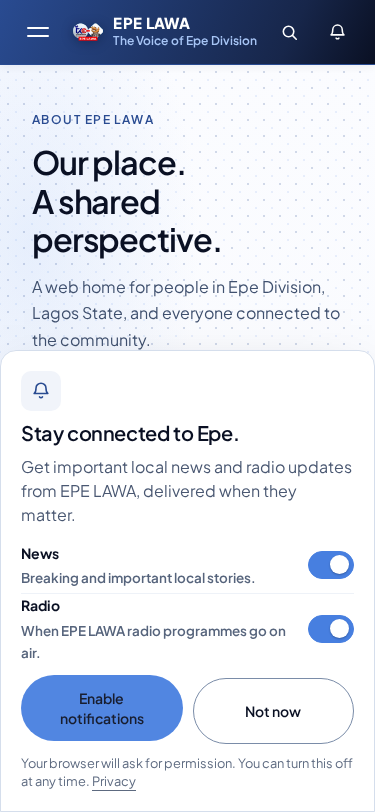 EPE LAWA
The Voice of Epe Division
ABOUT EPE LAWA
Our place.
A shared
perspective.
A web home for people in Epe Division,
Lagos State, and everyone connected to
the community.
Stay connected to Epe.
Get important local news and radio updates
from EPE LAWA, delivered when they
matter.
News
Breaking and important local stories.
Radio
When EPE LAWA radio programmes go on
air.
Enable
notifications
Not now
Your browser will ask for permission. You can turn this off
at any time. Privacy